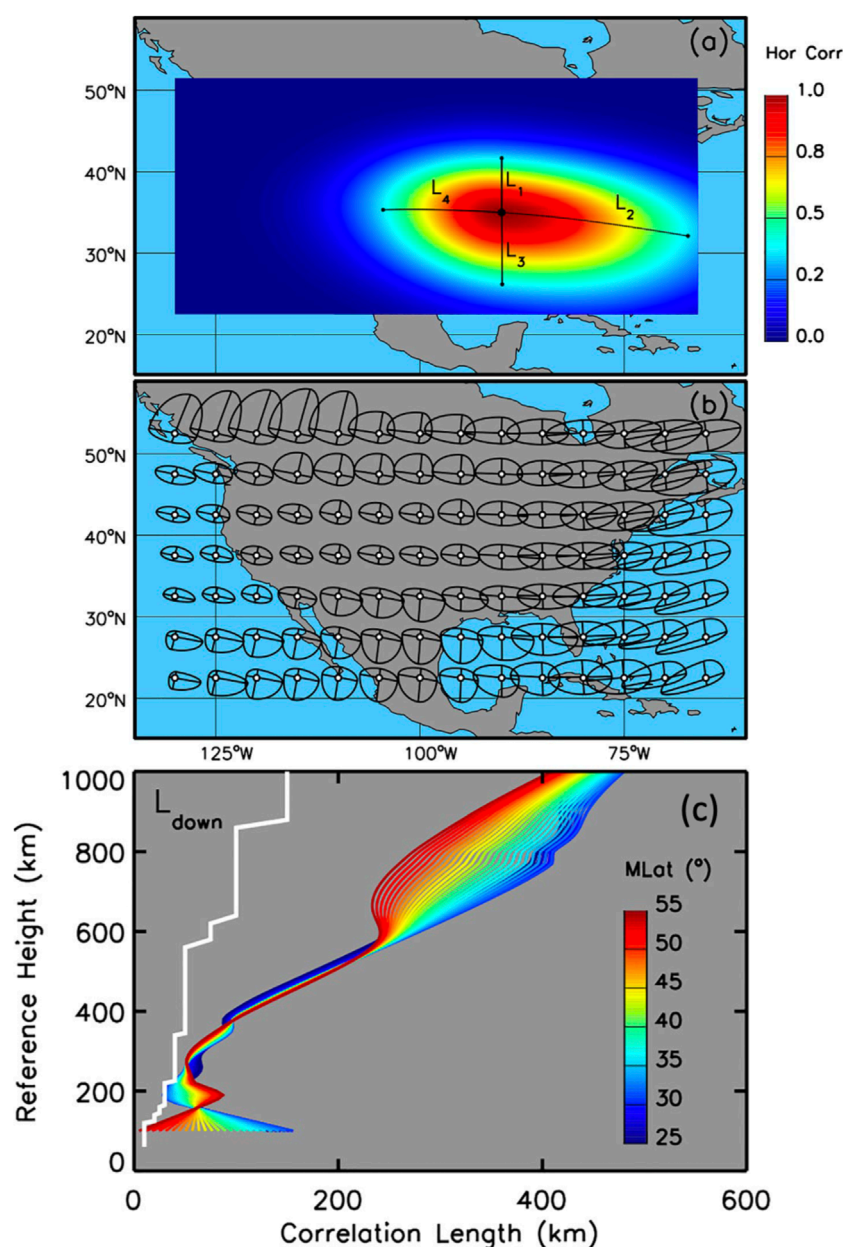 (a)
Hor Corr
50°N
40°N
30°N
20°N
L1
L2
L3
L4
1.0
0.8
0.5
0.2
0.0
(b)
50°N
40°N
30°N
20°N
125°W
100°W
75°W
(c)
Ldown
Reference Height (km)
1000
800
600
400
200
0
MLat (°)
55
50
45
40
35
30
25
0
200
400
600
Correlation Length (km)